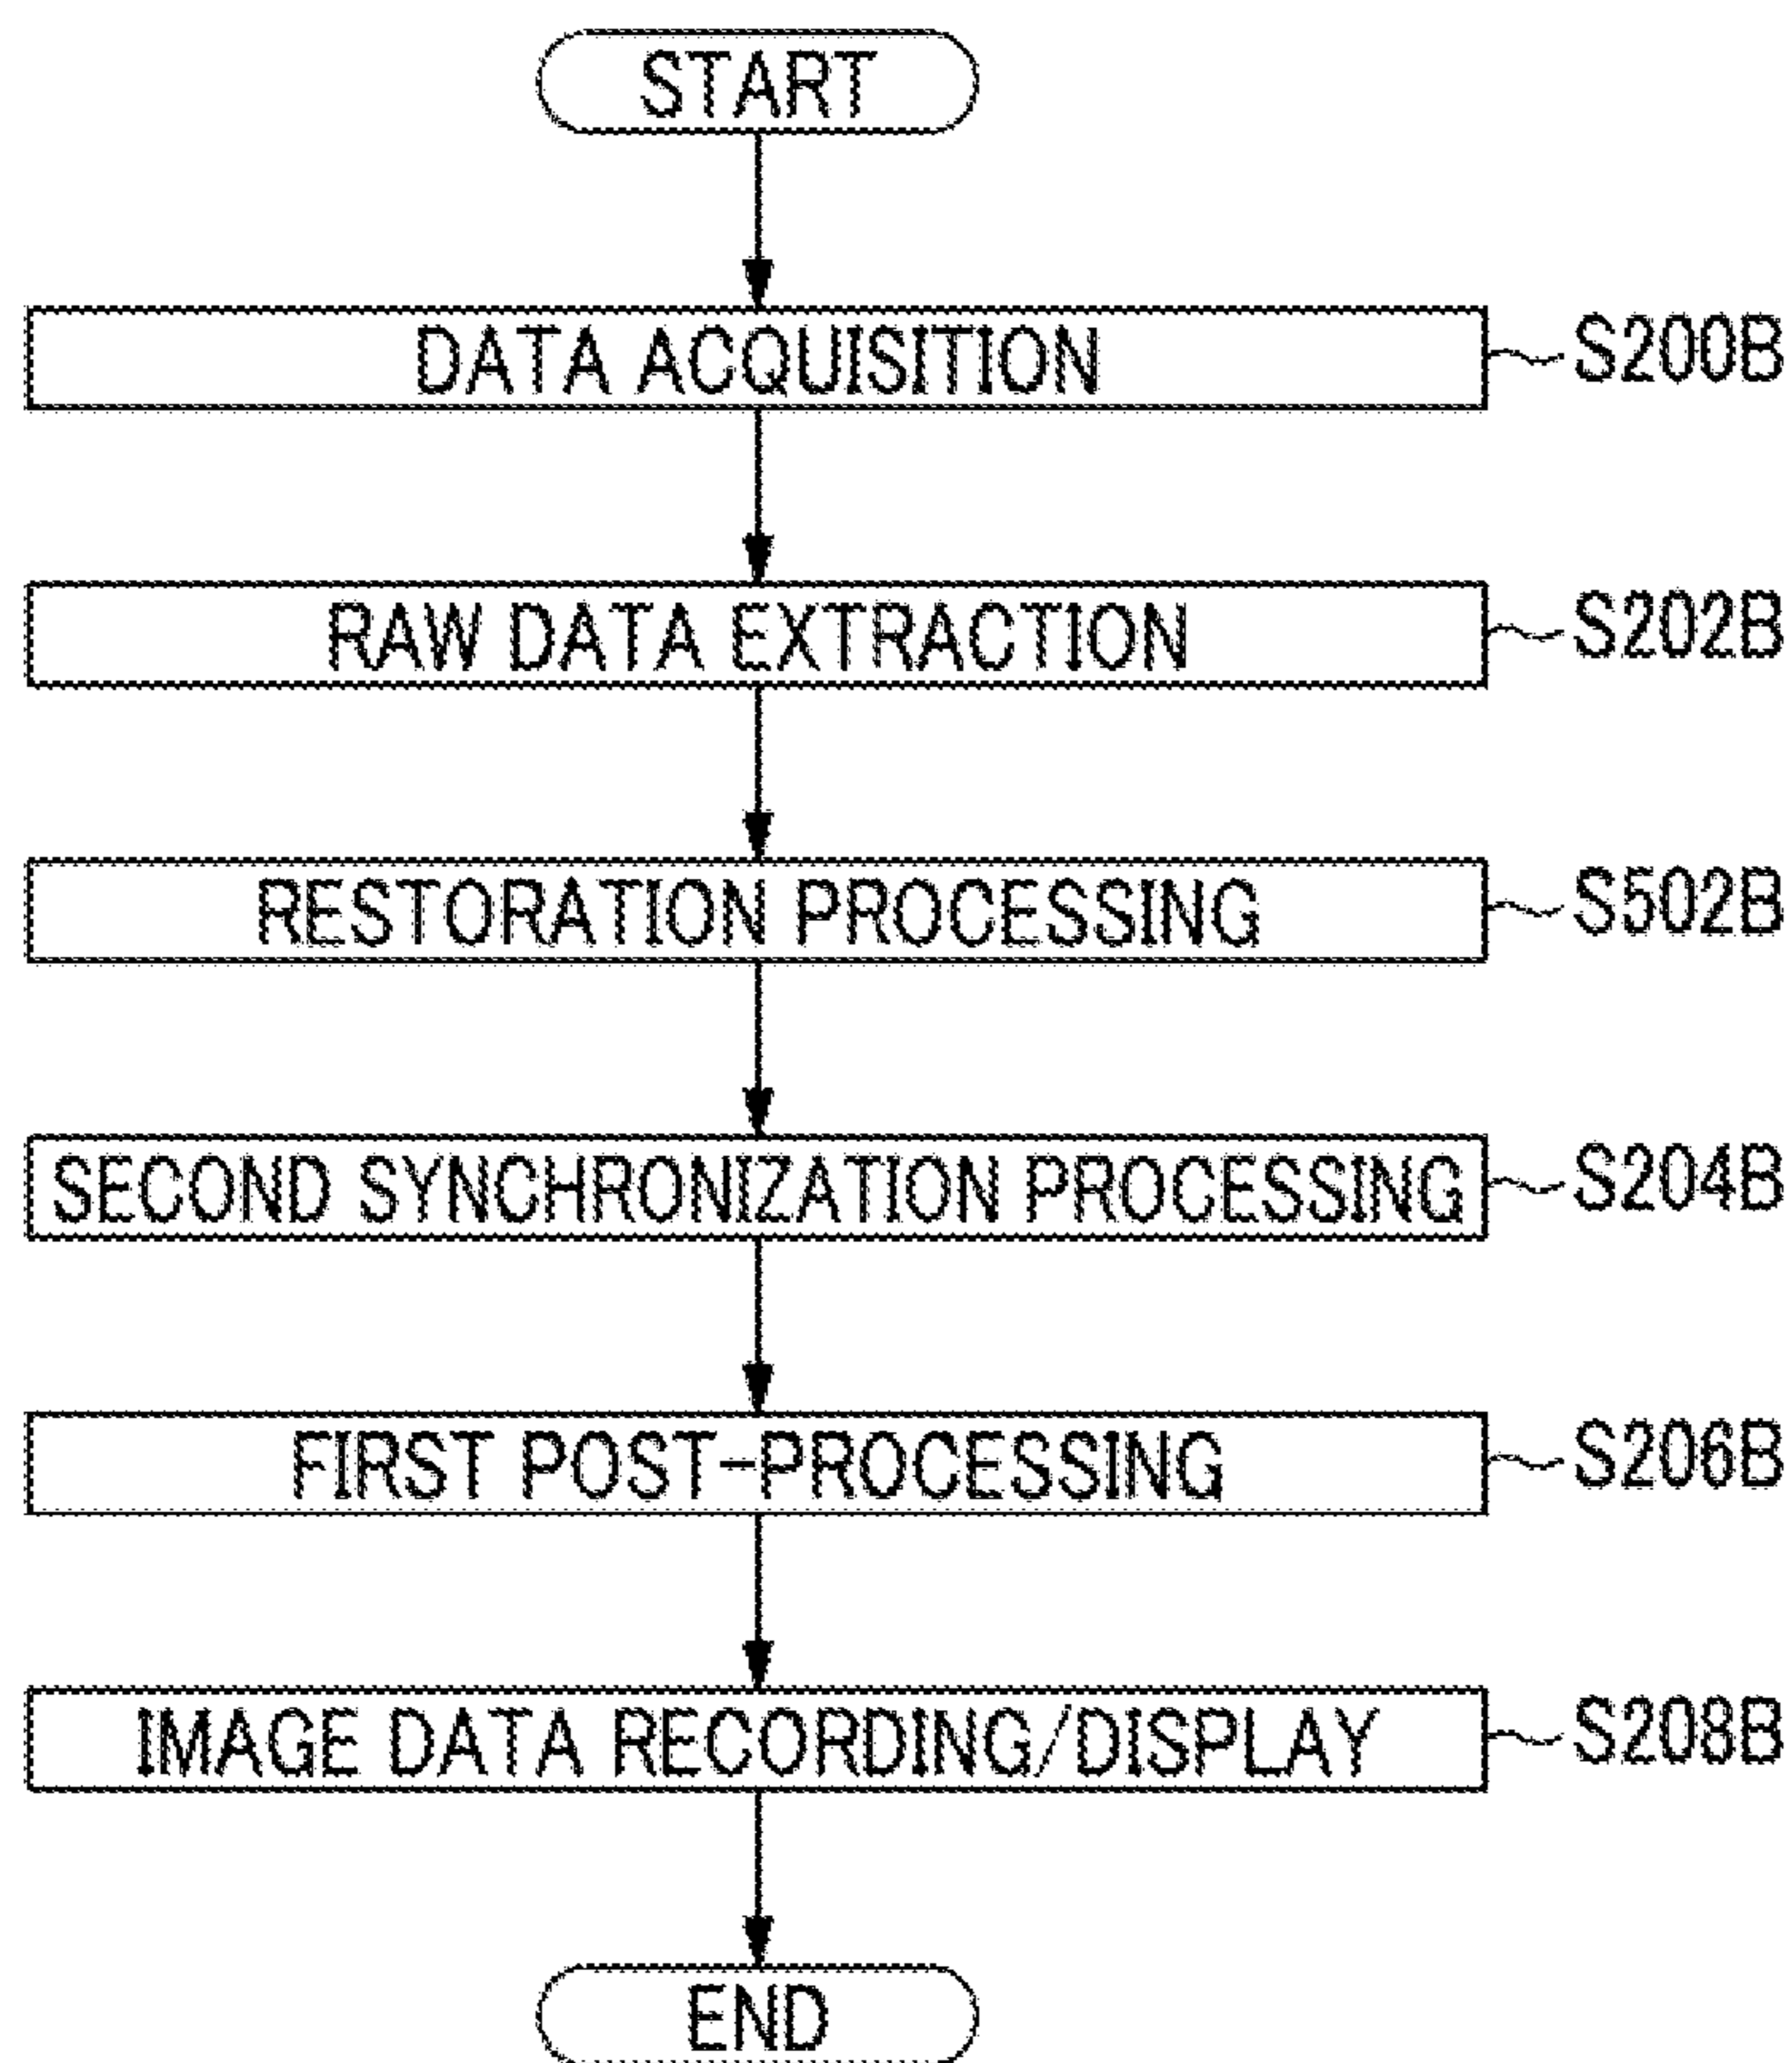 START
DATA ACQUISITION S200B
RAW DATA EXTRACTION S202B
RESTORATION PROCESSING S502B
SECOND SYNCHRONIZATION PROCESSING S204B
FIRST POST-PROCESSING S206B
IMAGE DATA RECORDING/DISPLAY S208B
END